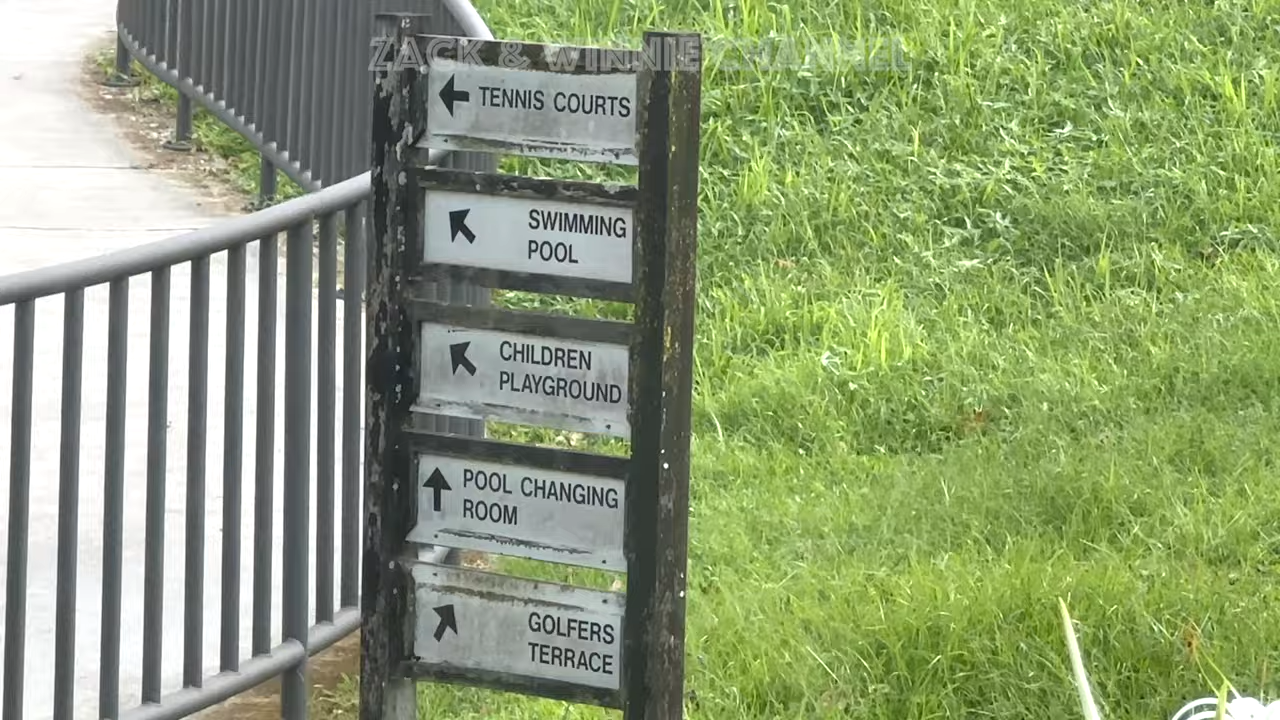 ZACK & WINNIE CHANNEL
TENNIS COURTS
SWIMMING
POOL
CHILDREN
PLAYGROUND
POOL CHANGING
ROOM
GOLFERS
TERRACE